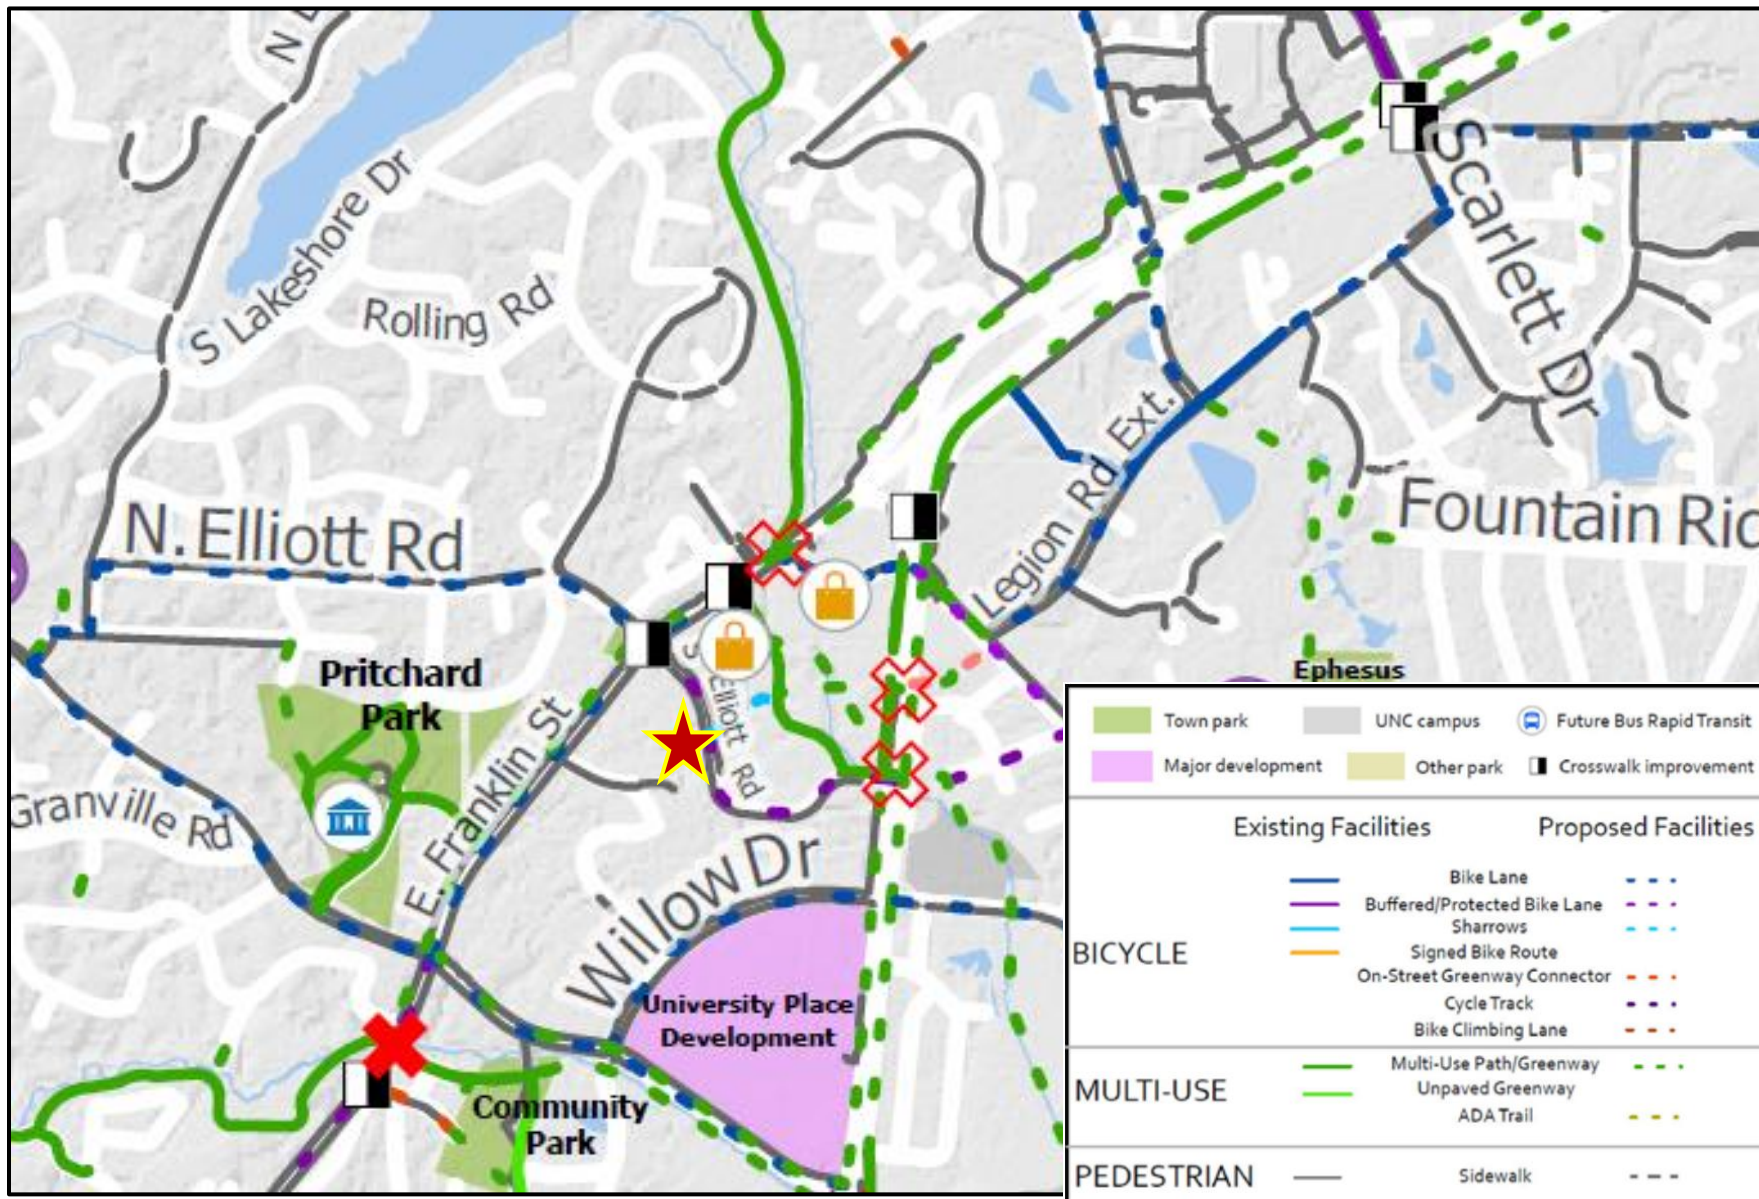 N L
S Lakeshore Dr
Rolling Rd
Scarlett Dr
N. Elliott Rd
Legion Rd Ext.
Fountain Rid
Pritchard
Park
S Elliott Rd
Ephesus
Granville Rd
E. Franklin St
Willow Dr
University Place
Development
Community
Park
Town park
UNC campus
Future Bus Rapid Transit
Major development
Other park
Crosswalk improvement
Existing Facilities
Proposed Facilities
BICYCLE
Bike Lane
Buffered/Protected Bike Lane
Sharrows
Signed Bike Route
On-Street Greenway Connector
Cycle Track
Bike Climbing Lane
MULTI-USE
Multi-Use Path/Greenway
Unpaved Greenway
ADA Trail
PEDESTRIAN
Sidewalk